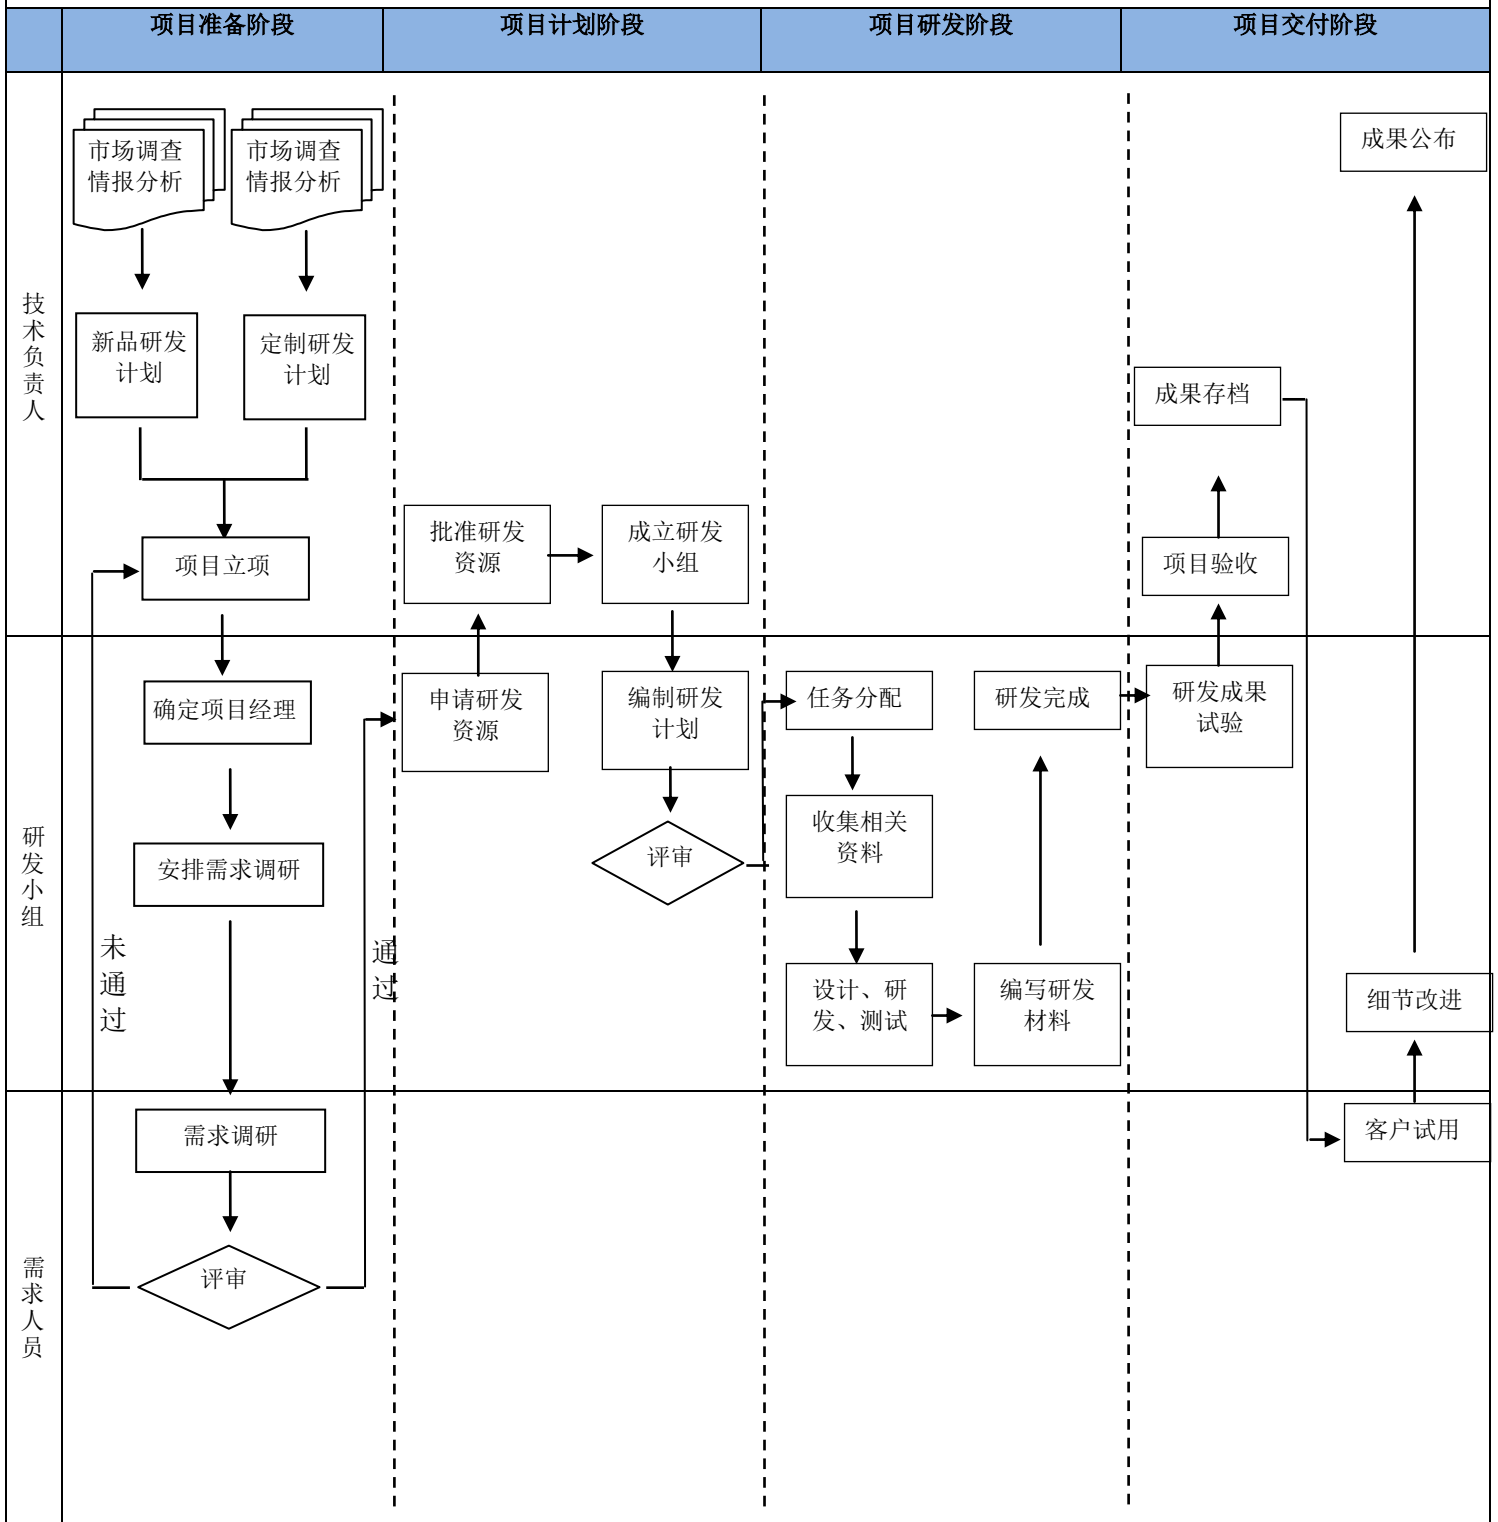 项目准备阶段
项目计划阶段
项目研发阶段
项目交付阶段
技术负责人
市场调查
情报分析
市场调查
情报分析
成果公布
新品研发
计划
定制研发
计划
成果存档
项目立项
批准研发
资源
成立研发
小组
项目验收
研发小组
确定项目经理
申请研发
资源
编制研发
计划
任务分配
研发完成
研发成果
试验
安排需求调研
评审
收集相关
资料
未通过
通过
设计、研
发、测试
编写研发
材料
细节改进
需求人员
需求调研
客户试用
评审